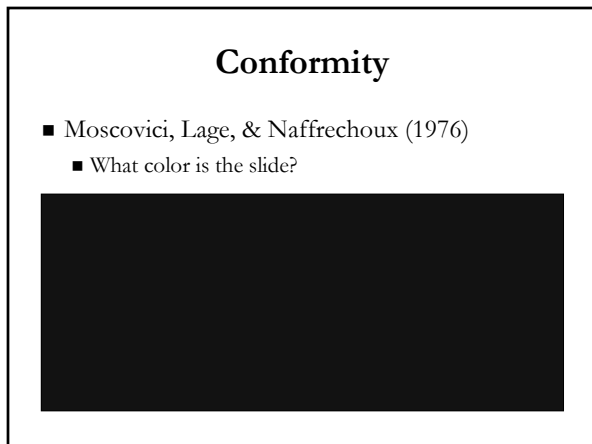 Conformity
■ Moscovici, Lage, & Naffrechoux (1976)
■ What color is the slide?